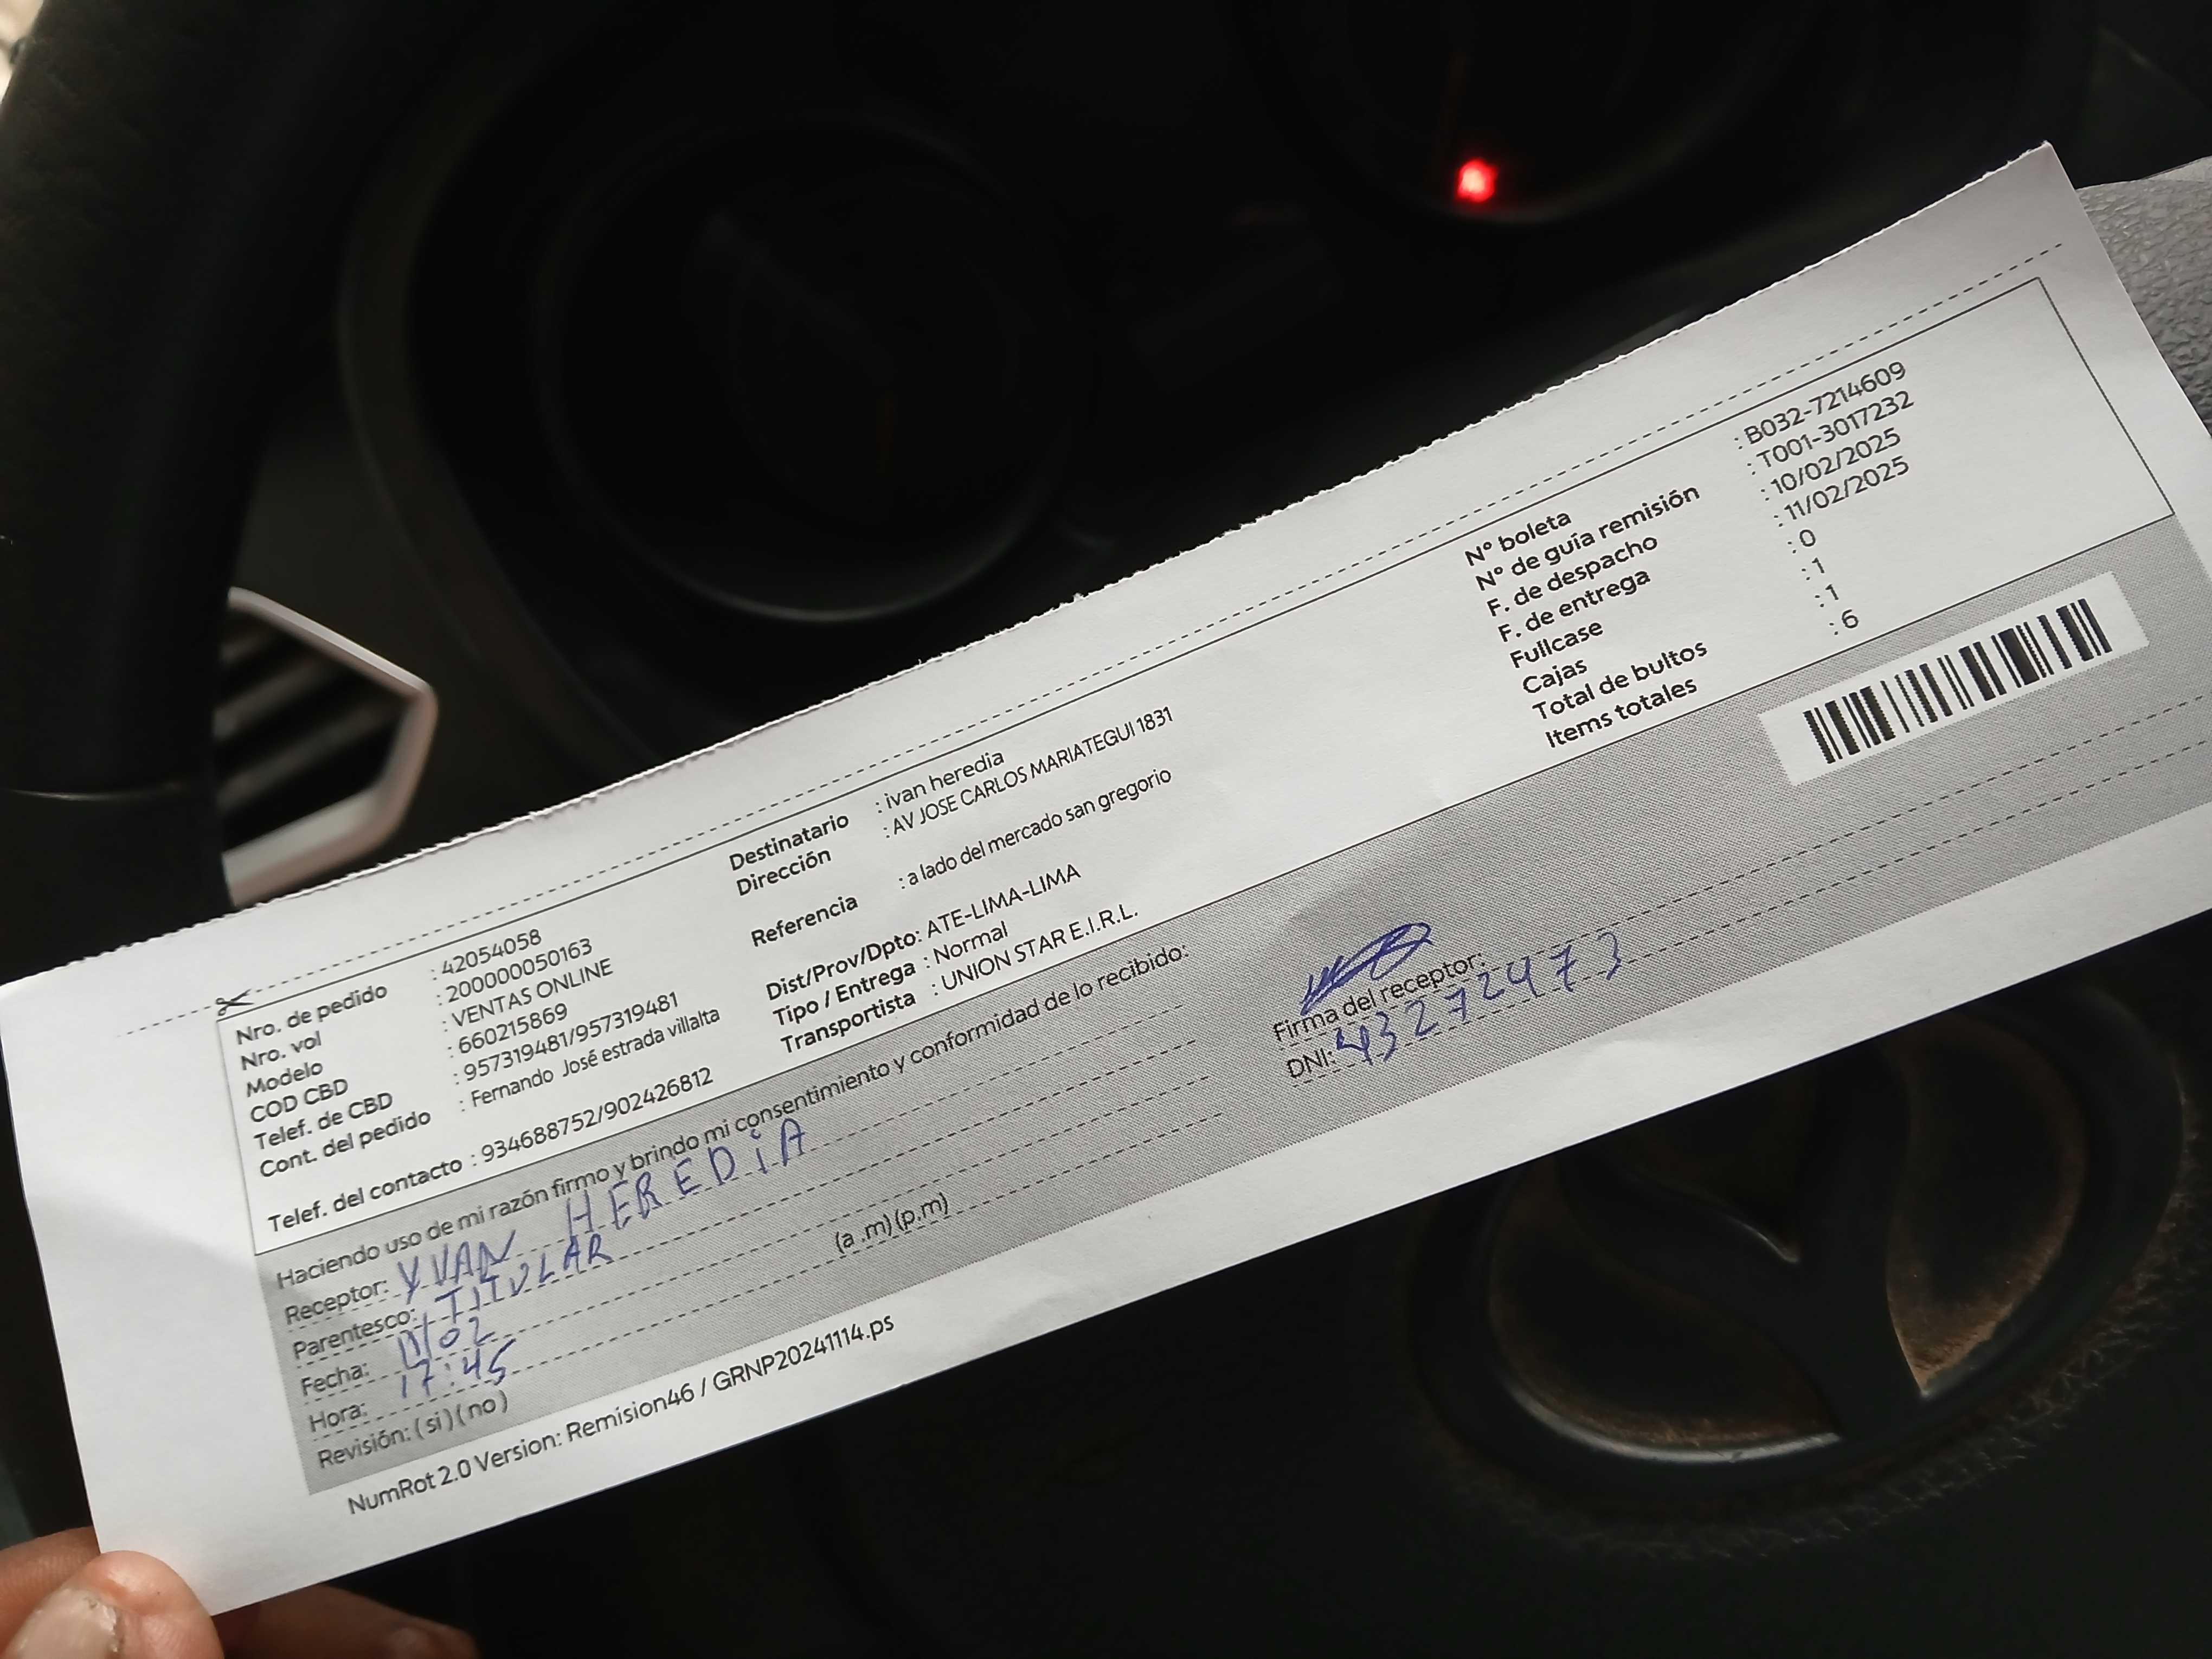 Nro. de pedido : 42054058
Nro. vol : 20000050163
Modelo : VENTAS ONLINE
COD CBD : 660215869
Telef. de CBD : 957319481/957319481
Cont. del pedido : Fernando José estrada villalta
Telef. del contacto : 934688752/902426812
Destinatario : ivan heredia
Dirección : AV JOSE CARLOS MARIATEGUI 1831
Referencia : a lado del mercado san gregorio
Dist/Prov/Dpto: ATE-LIMA-LIMA
Tipo / Entrega : Normal
Transportista : UNION STAR E.I.R.L.
N° boleta : B032-7214609
N° de guía remisión : T001-3017232
F. de despacho : 10/02/2025
F. de entrega : 11/02/2025
Fullcase : 0
Cajas : 1
Total de bultos : 1
Items totales : 6
Haciendo uso de mi razón firmo y brindo mi consentimiento y conformidad de lo recibido:
Receptor: YVAN HEREDIA
Parentesco: TITULAR
Fecha: 11/02
Hora: 17:45 (a .m) (p.m)
Revisión: ( si ) ( no )
Firma del receptor:
DNI: 43272473
NumRot 2.0 Version: Remision46 / GRNP20241114.ps